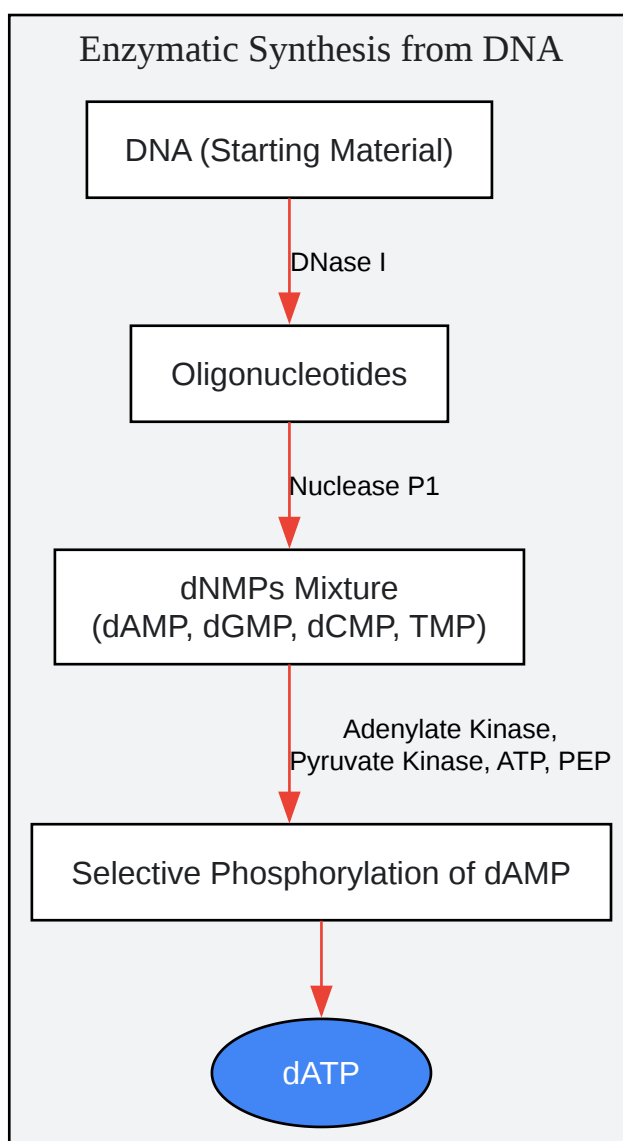 Enzymatic Synthesis from DNA
DNA (Starting Material)
DNase I
Oligonucleotides
Nuclease P1
dNMPs Mixture
(dAMP, dGMP, dCMP, TMP)
Adenylate Kinase,
Pyruvate Kinase, ATP, PEP
Selective Phosphorylation of dAMP
dATP